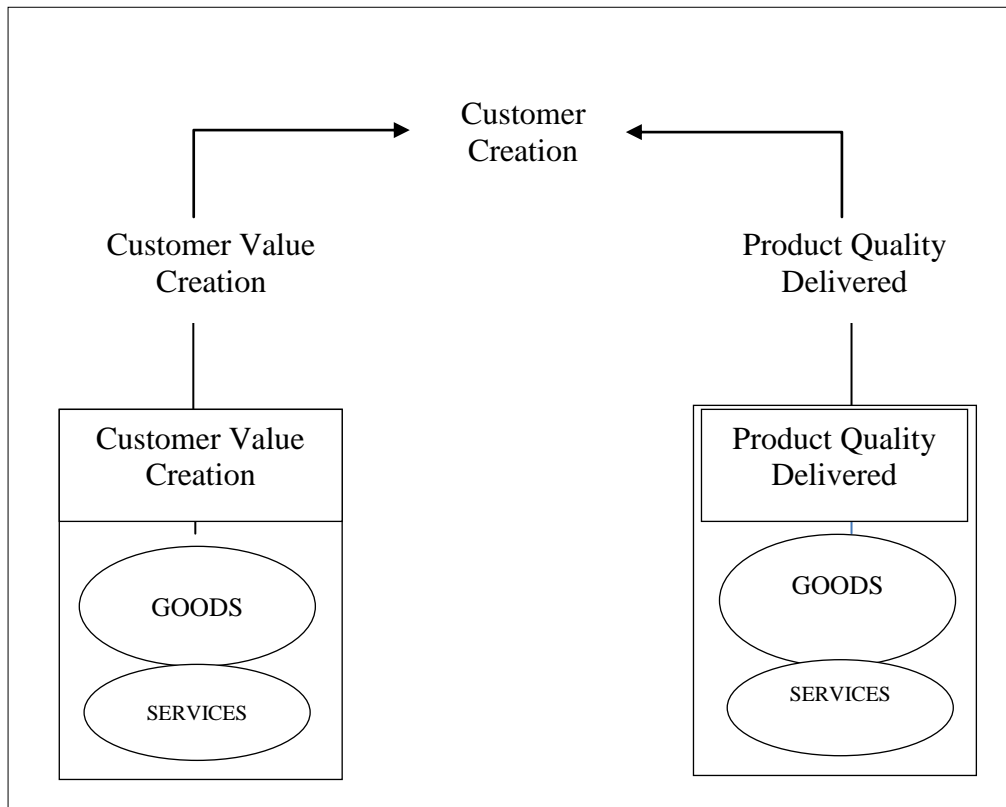 Customer
Creation
Customer Value
Creation
Product Quality
Delivered
Customer Value
Creation
Product Quality
Delivered
GOODS
GOODS
SERVICES
SERVICES